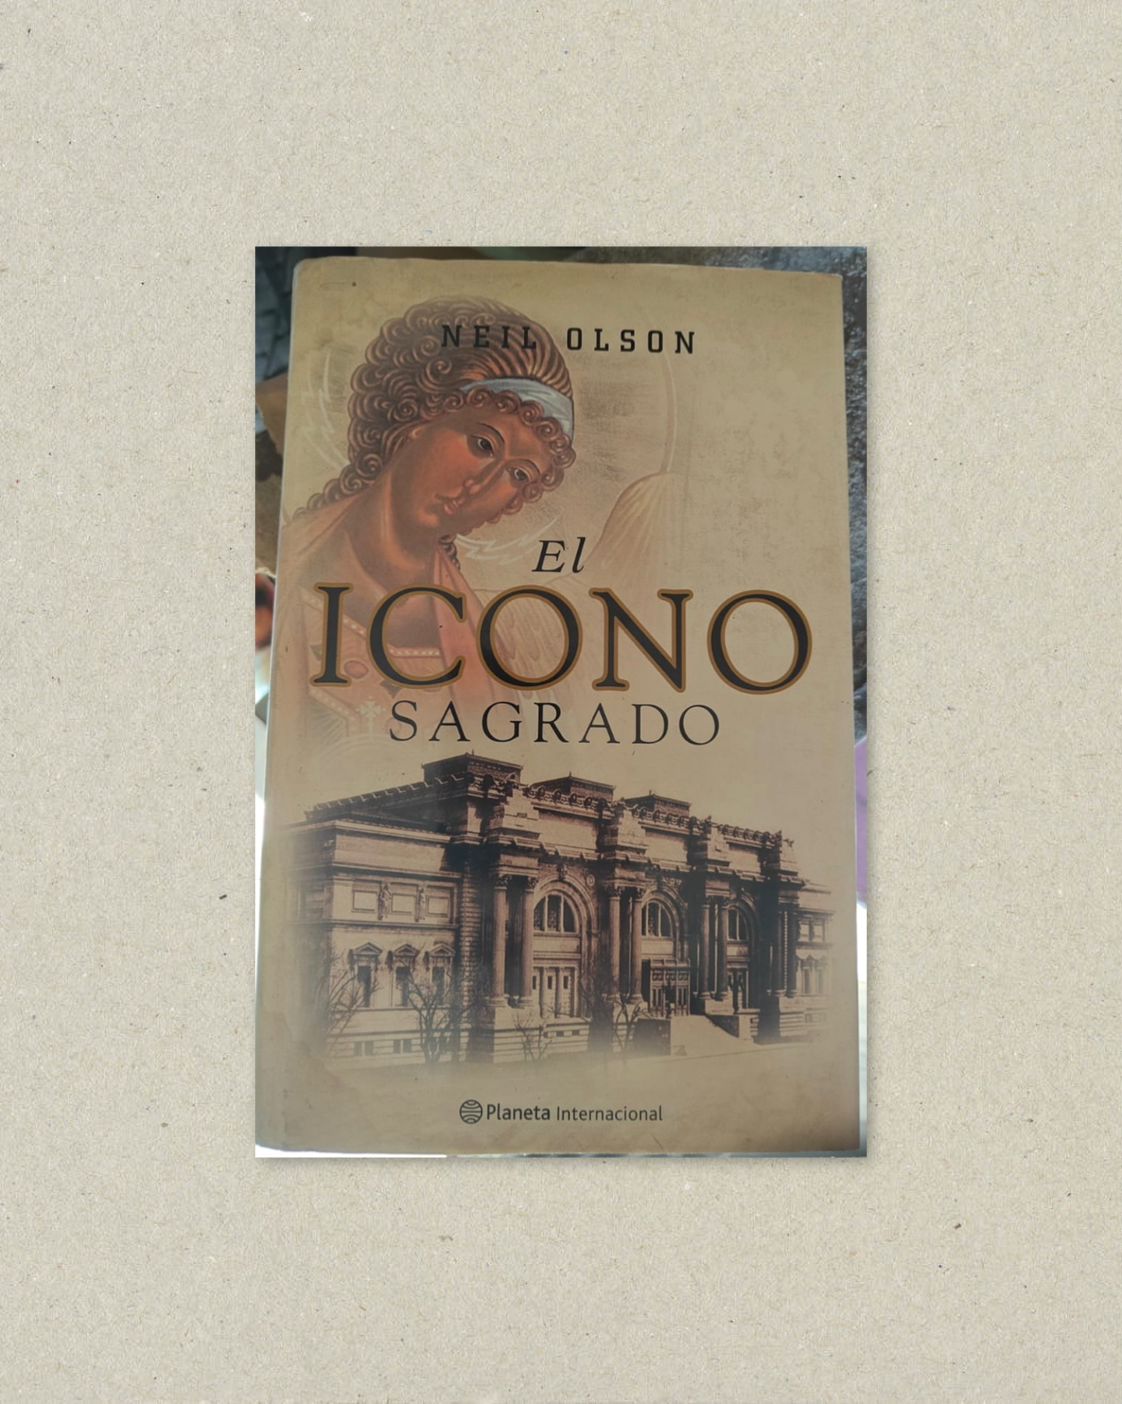 NEIL OLSON
El
ICONO
SAGRADO
Planeta Internacional